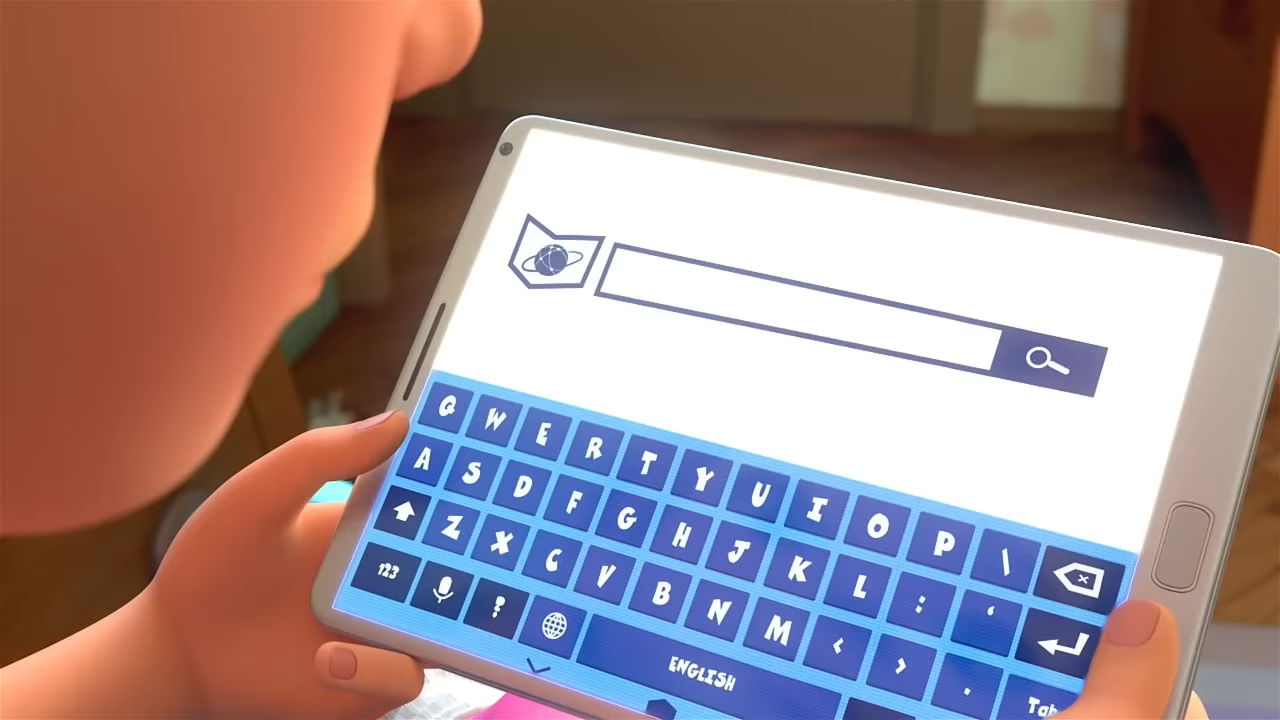 Q W E R T Y U I O P \
A S D F G H J K L : ‘
Z X C V B N M < > .
123 ? ENGLISH Tab